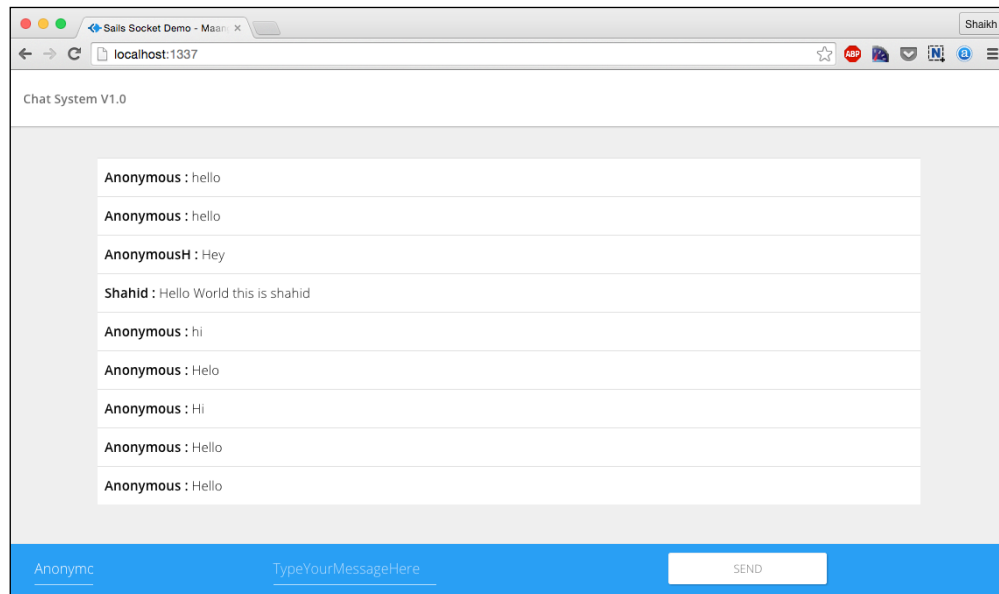 Sails Socket Demo - Maan
Shaikh
localhost:1337
ABP
N
a
Chat System V1.0
Anonymous : hello
Anonymous : hello
AnonymousH : Hey
Shahid : Hello World this is shahid
Anonymous : hi
Anonymous : Helo
Anonymous : Hi
Anonymous : Hello
Anonymous : Hello
Anonymc
TypeYourMessageHere
SEND